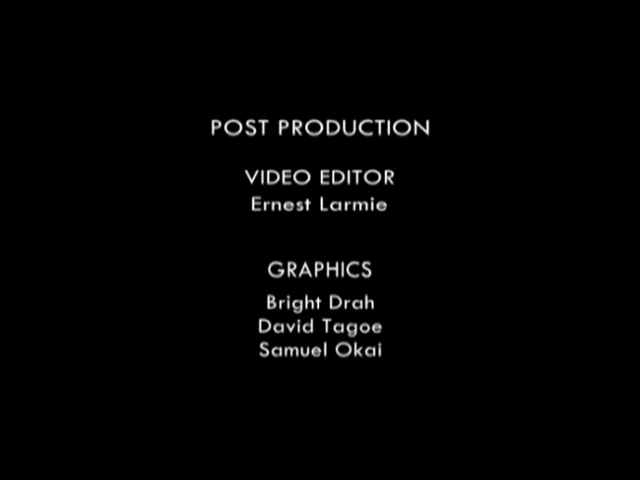 POST PRODUCTION
VIDEO EDITOR
Ernest Larmie
GRAPHICS
Bright Drah
David Tagoe
Samuel Okai